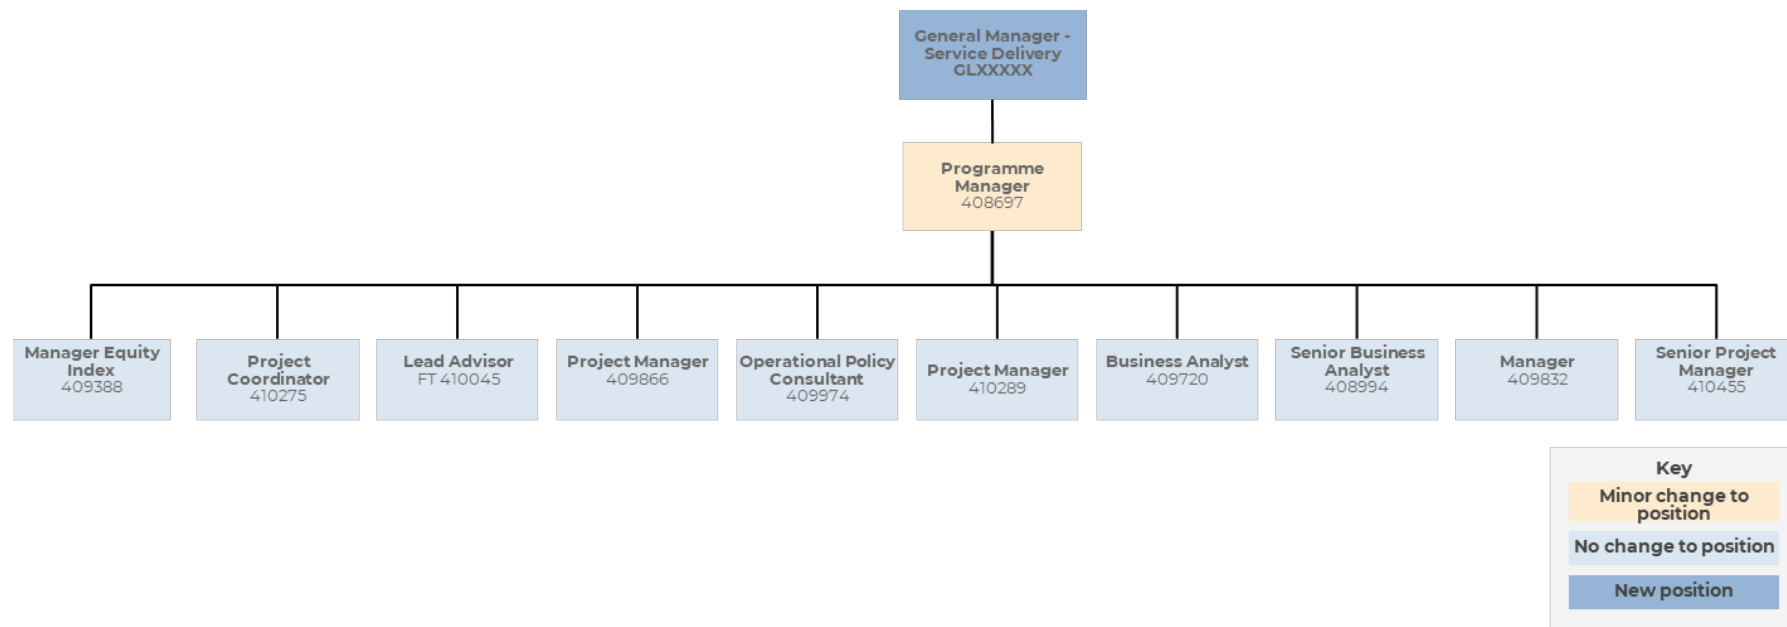 General Manager -
Service Delivery
GLXXXXX
Programme
Manager
408697
Manager Equity
Index
409388
Project
Coordinator
410275
Lead Advisor
FT 410045
Project Manager
409866
Operational Policy
Consultant
409974
Project Manager
410289
Business Analyst
409720
Senior Business
Analyst
408994
Manager
409832
Senior Project
Manager
410455
Key
Minor change to
position
No change to position
New position